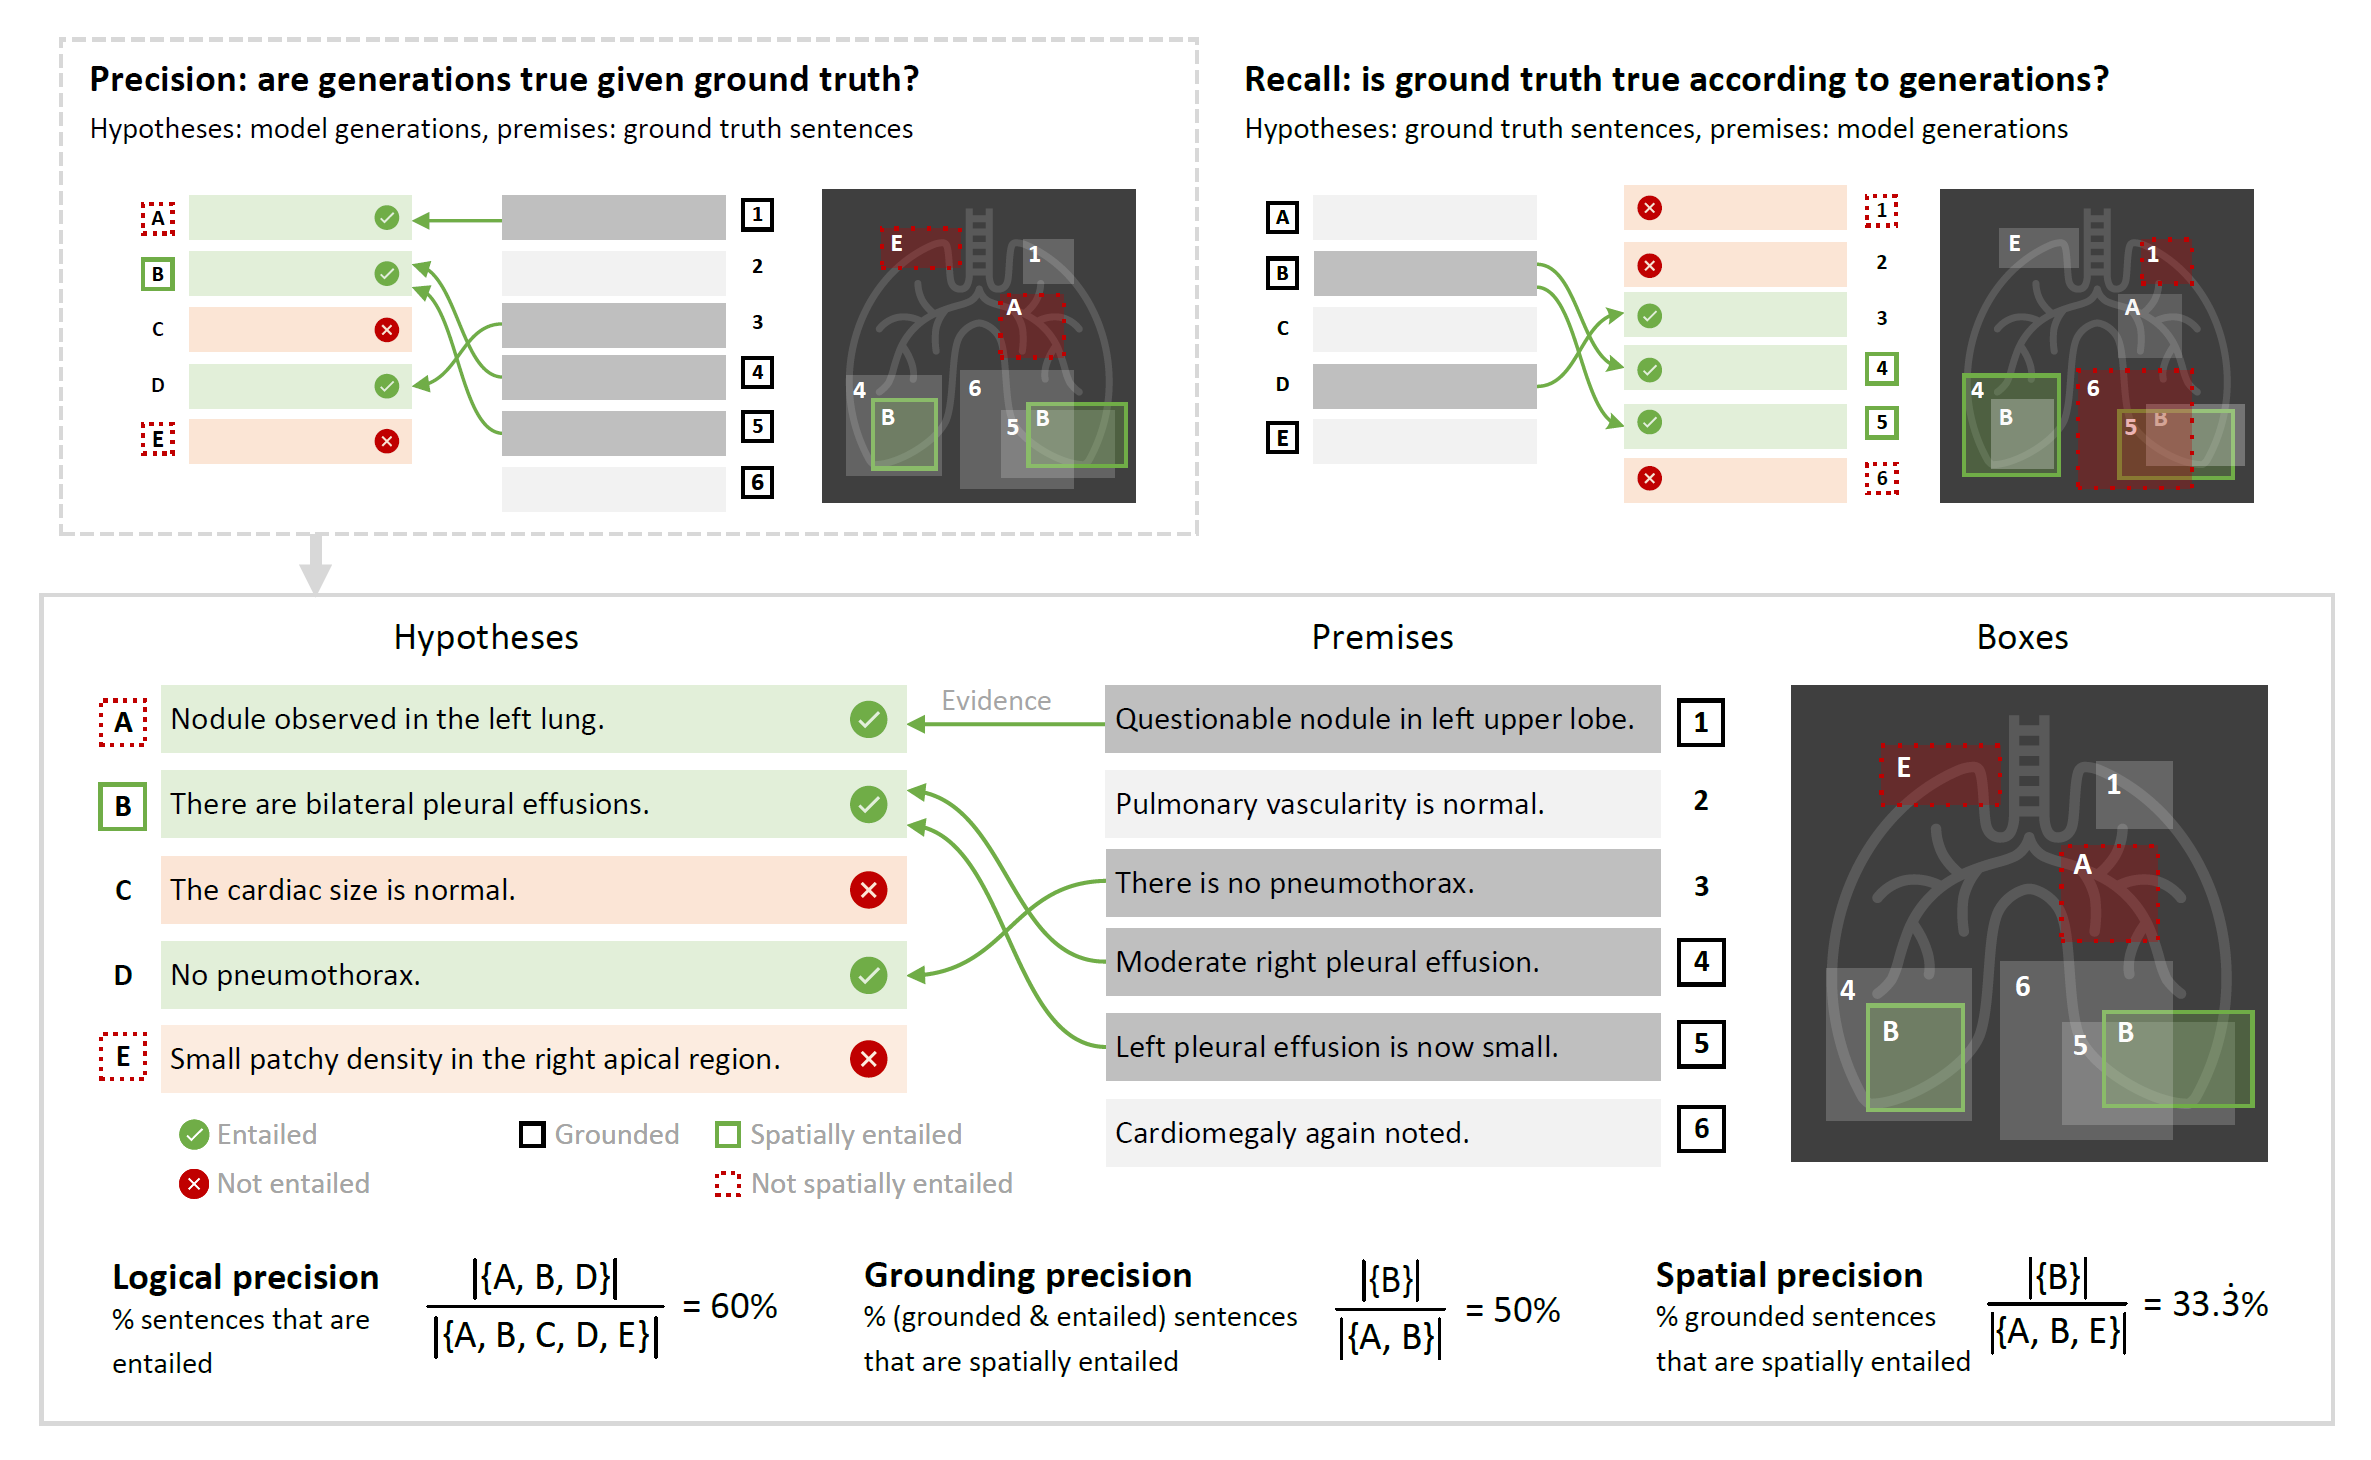 Precision: are generations true given ground truth?
Hypotheses: model generations, premises: ground truth sentences
A
B
C
D
E
1
2
3
4
5
6
E
1
A
4
B
6
5
B
Recall: is ground truth true according to generations?
Hypotheses: ground truth sentences, premises: model generations
A
B
C
D
E
1
2
3
4
5
6
E
1
A
4
B
6
5
B
Hypotheses
Premises
Boxes
A
Nodule observed in the left lung.
Evidence
Questionable nodule in left upper lobe.
1
B
There are bilateral pleural effusions.
Pulmonary vascularity is normal.
2
C
The cardiac size is normal.
There is no pneumothorax.
3
D
No pneumothorax.
Moderate right pleural effusion.
4
E
Small patchy density in the right apical region.
Left pleural effusion is now small.
5
Cardiomegaly again noted.
6
E
1
A
4
B
6
5
B
Entailed
Not entailed
Grounded
Spatially entailed
Not spatially entailed
Logical precision
% sentences that are
entailed
|{A, B, D}|
|{A, B, C, D, E}|
= 60%
Grounding precision
% (grounded & entailed) sentences
that are spatially entailed
|{B}|
|{A, B}|
= 50%
Spatial precision
% grounded sentences
that are spatially entailed
|{B}|
|{A, B, E}|
= 33.3̇%